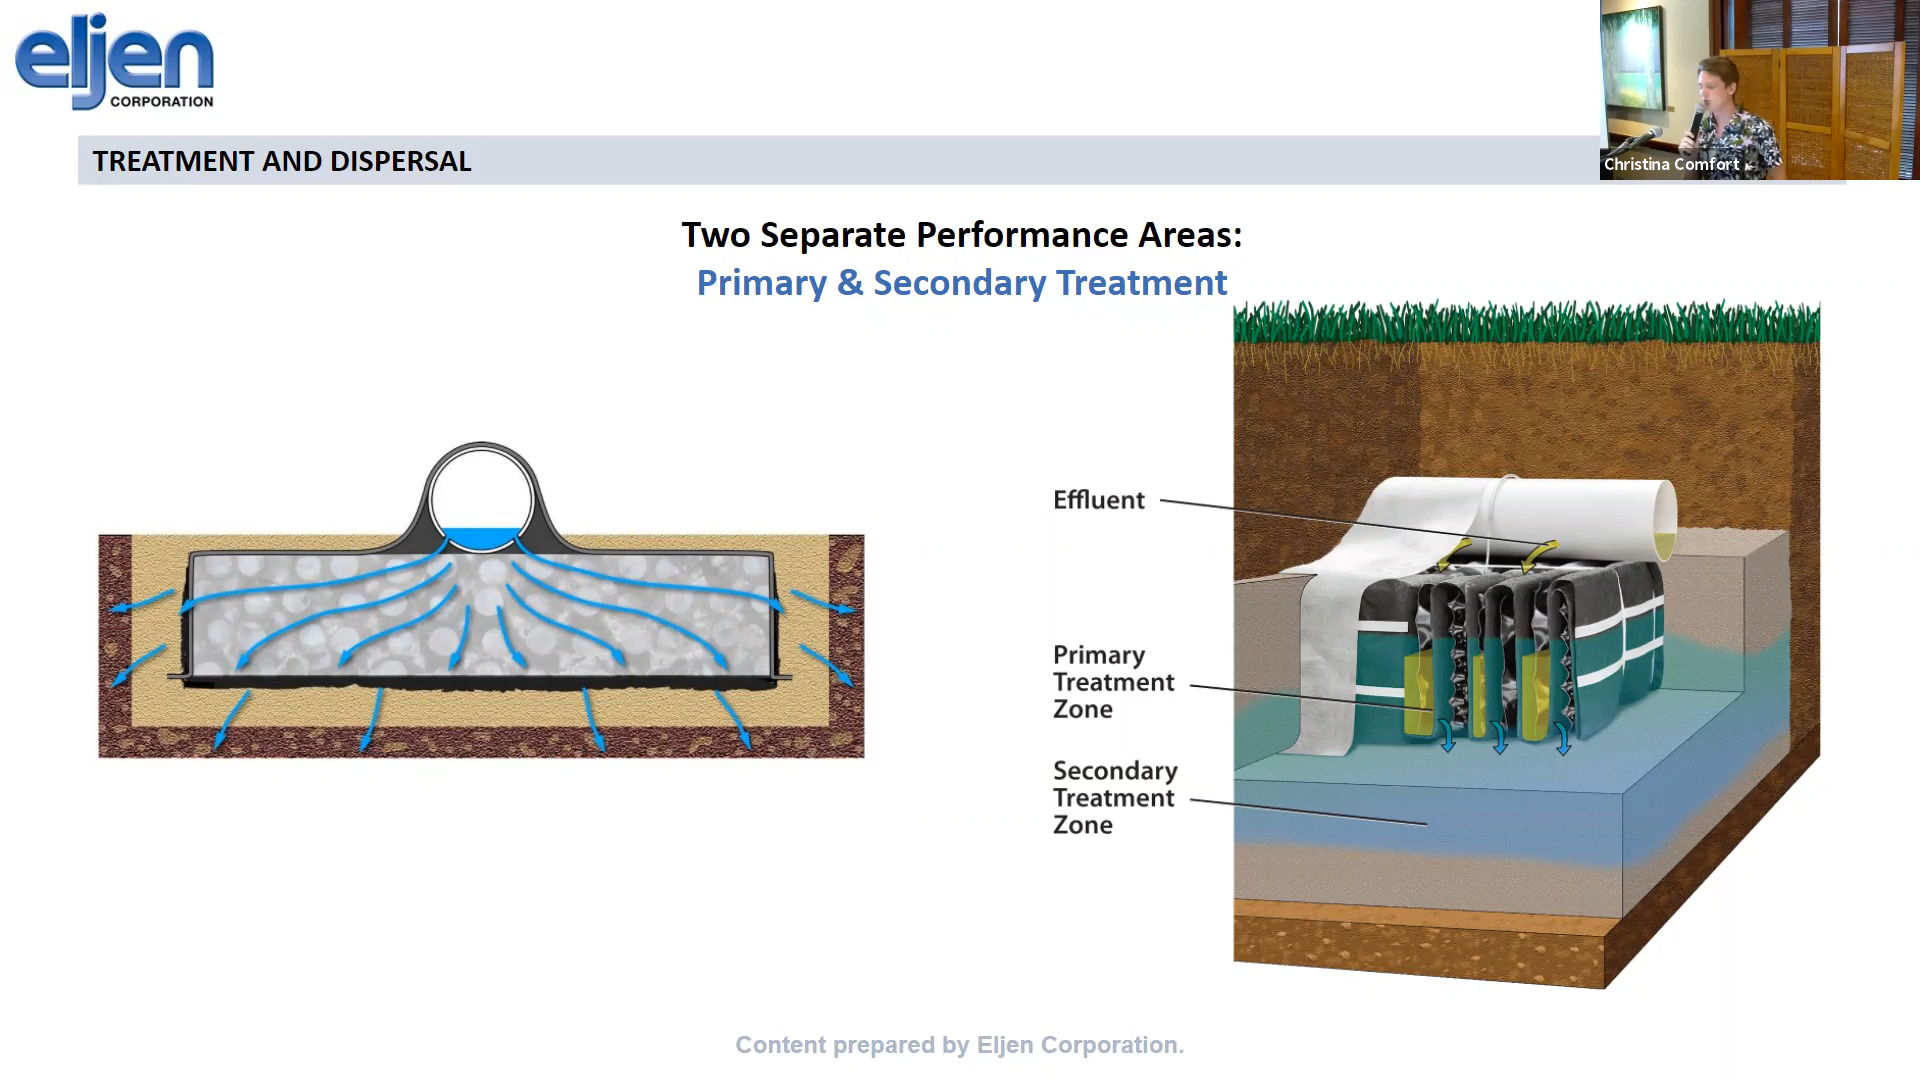 eljen
CORPORATION
TREATMENT AND DISPERSAL
Christina Comfort
Two Separate Performance Areas:
Primary & Secondary Treatment
Effluent
Primary
Treatment
Zone
Secondary
Treatment
Zone
Content prepared by Eljen Corporation.